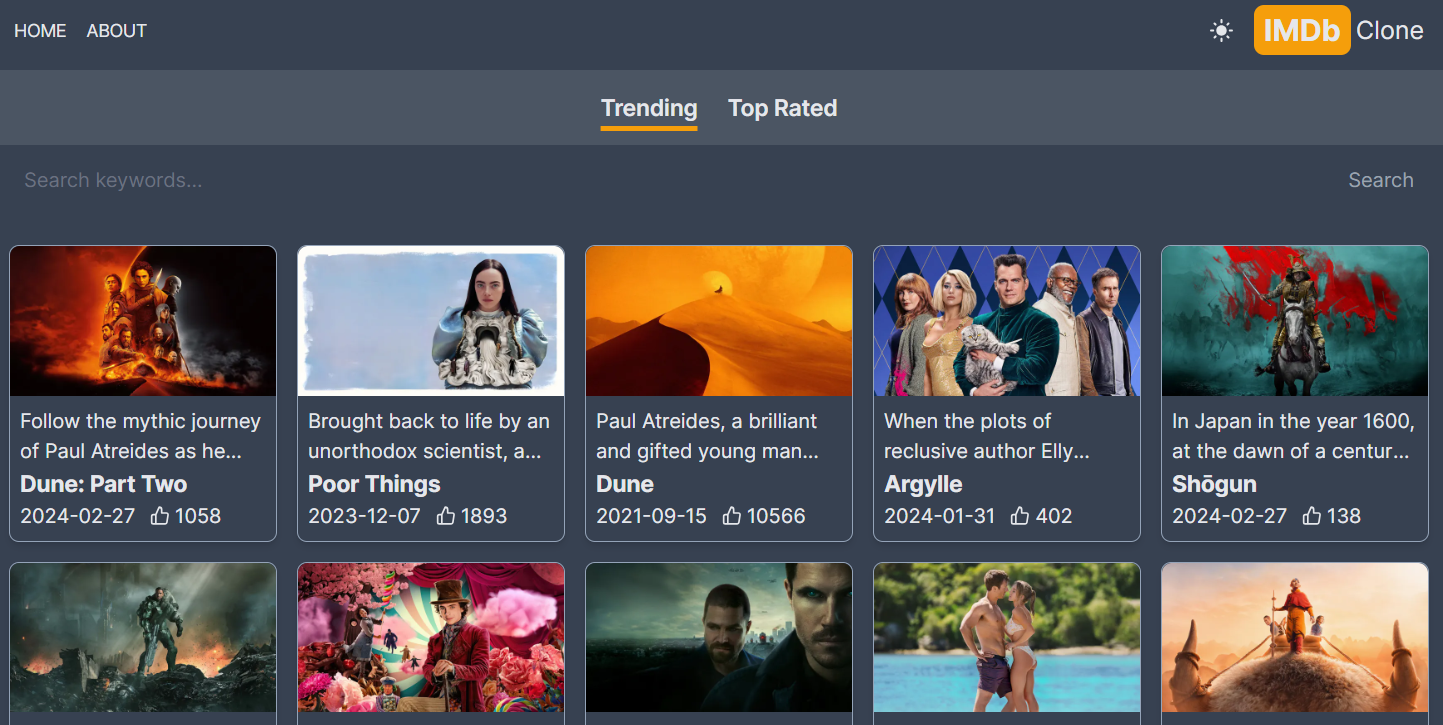 HOME ABOUT IMDb Clone
Trending Top Rated
Search keywords... Search
Follow the mythic journey
of Paul Atreides as he...
Dune: Part Two
2024-02-27 1058
Brought back to life by an
unorthodox scientist, a...
Poor Things
2023-12-07 1893
Paul Atreides, a brilliant
and gifted young man...
Dune
2021-09-15 10566
When the plots of
reclusive author Elly...
Argylle
2024-01-31 402
In Japan in the year 1600,
at the dawn of a centur...
Shōgun
2024-02-27 138